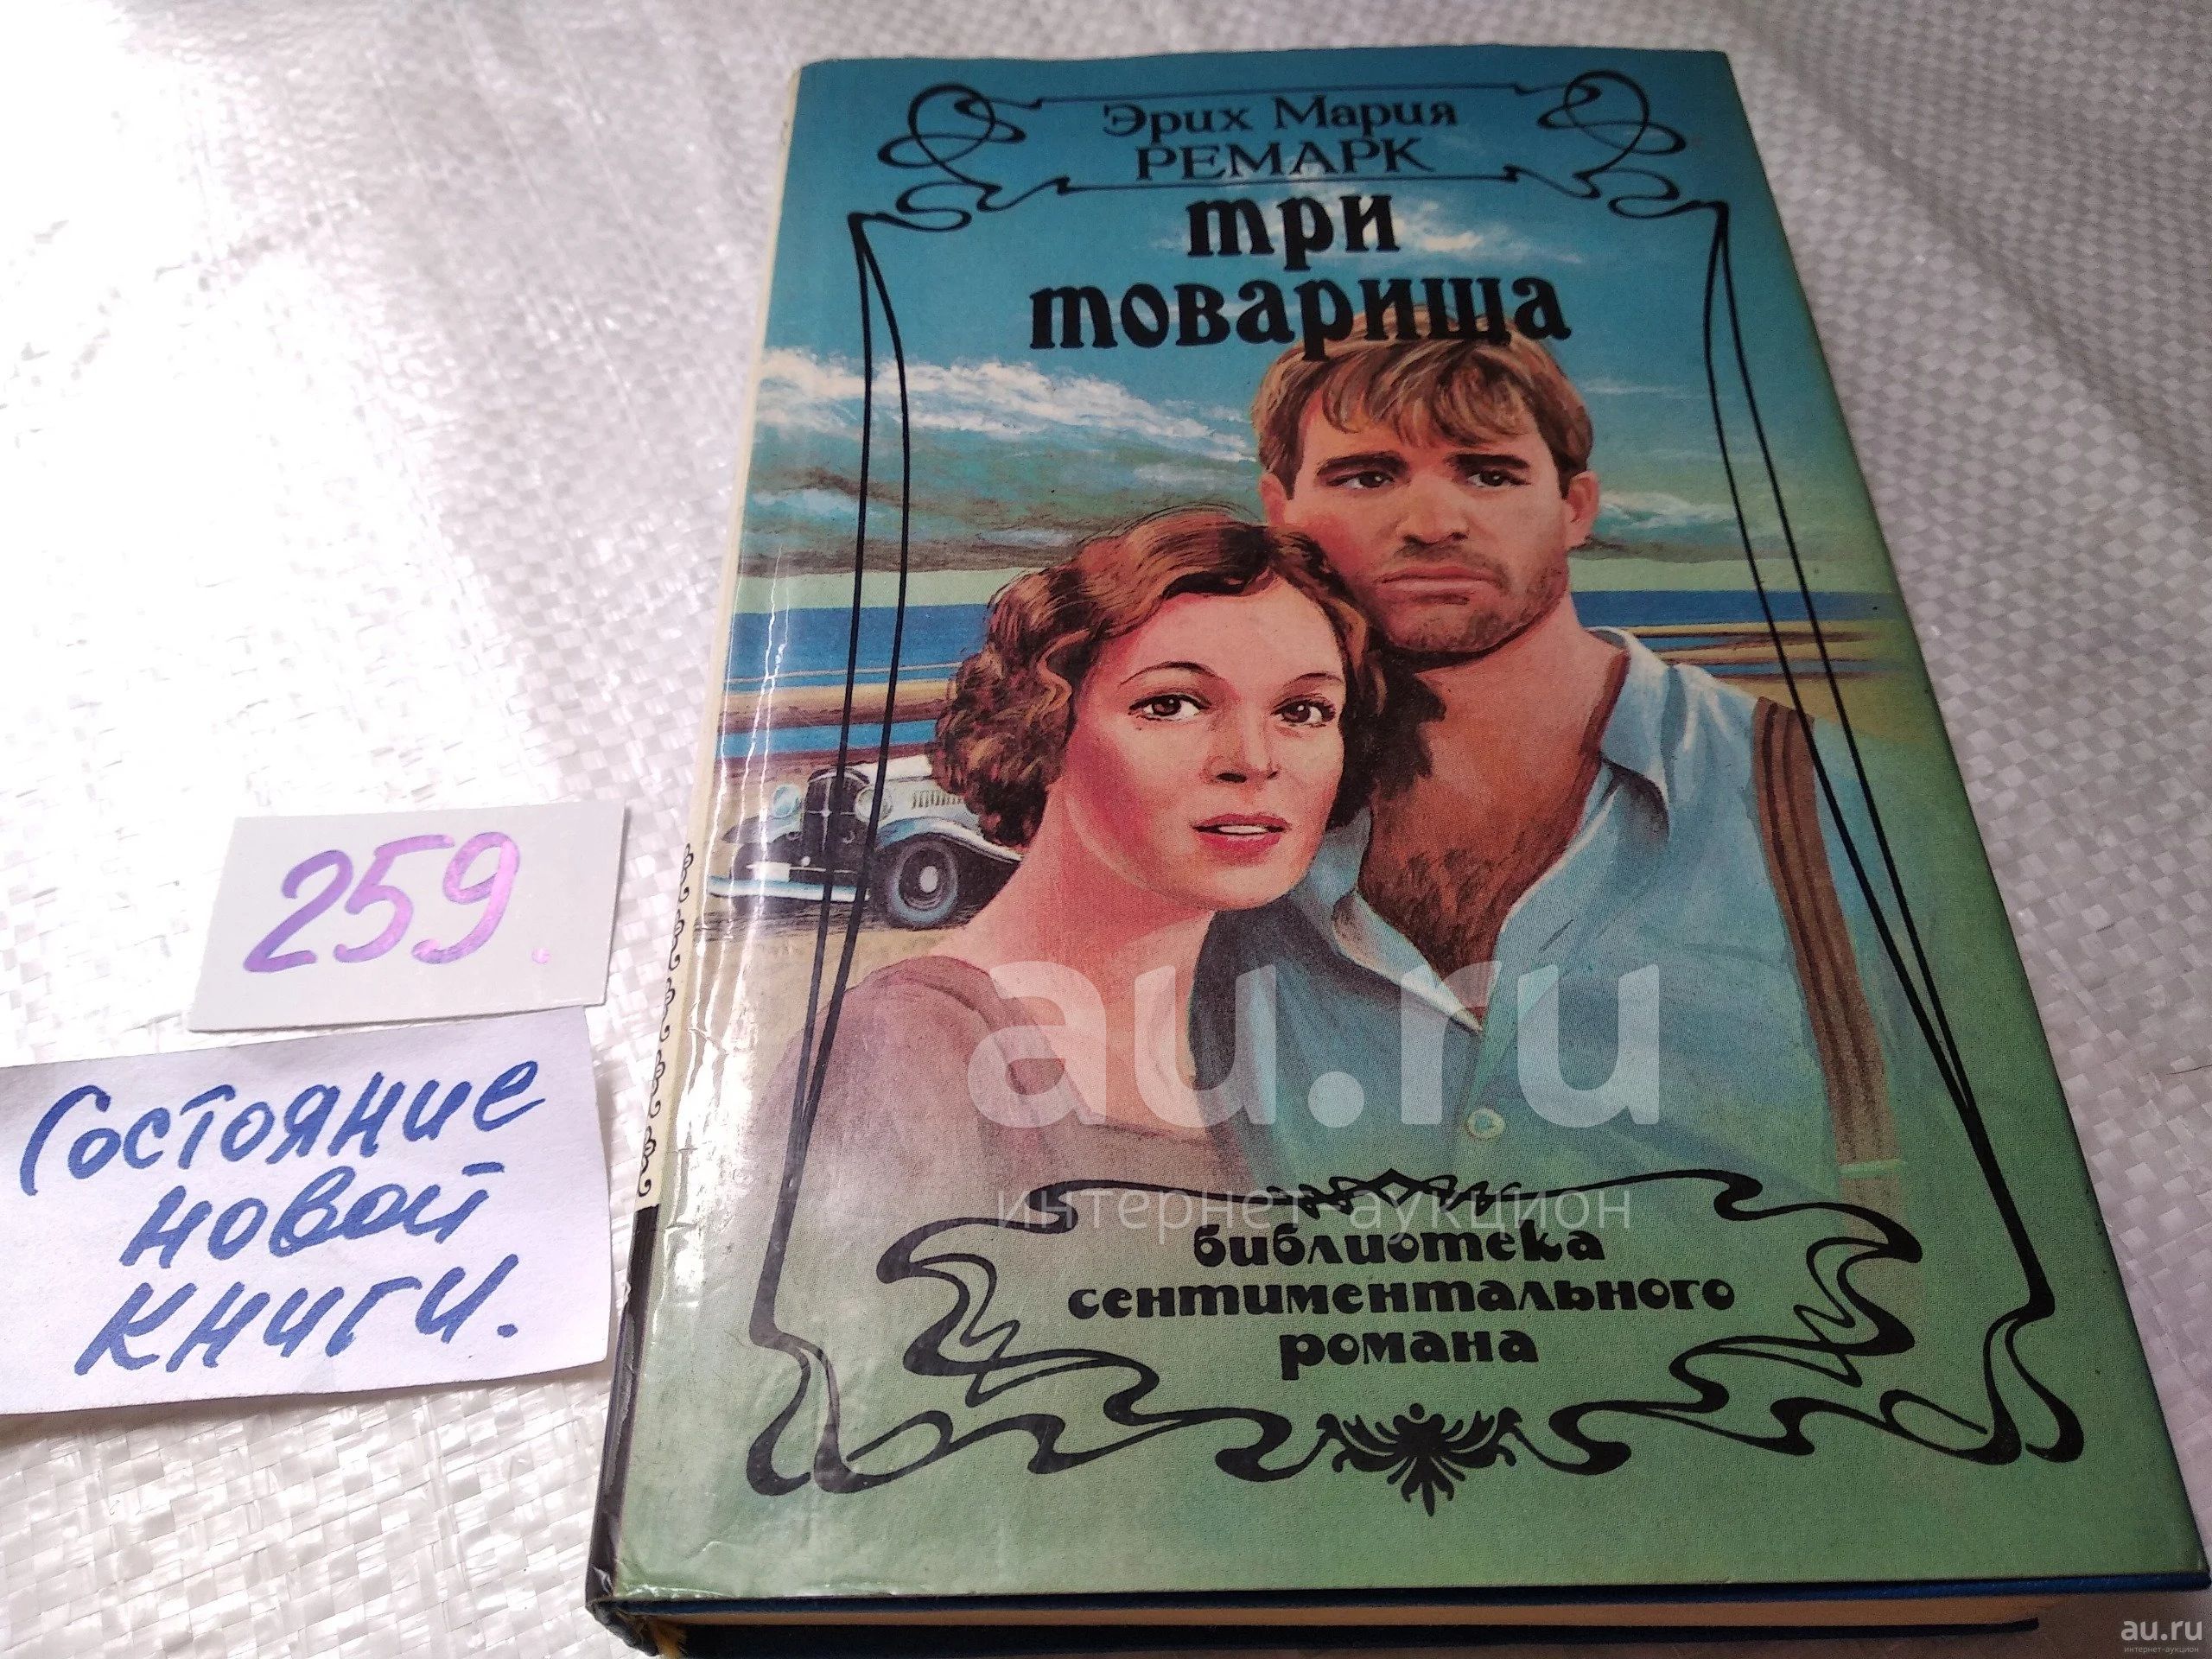 Эрих Мария
РЕМАРК
три
товарища
259.
Состояние
новой
книги.
au.ru
интернет-аукцион
библиотека
сентиментального
романа
au.ru
интернет-аукцион